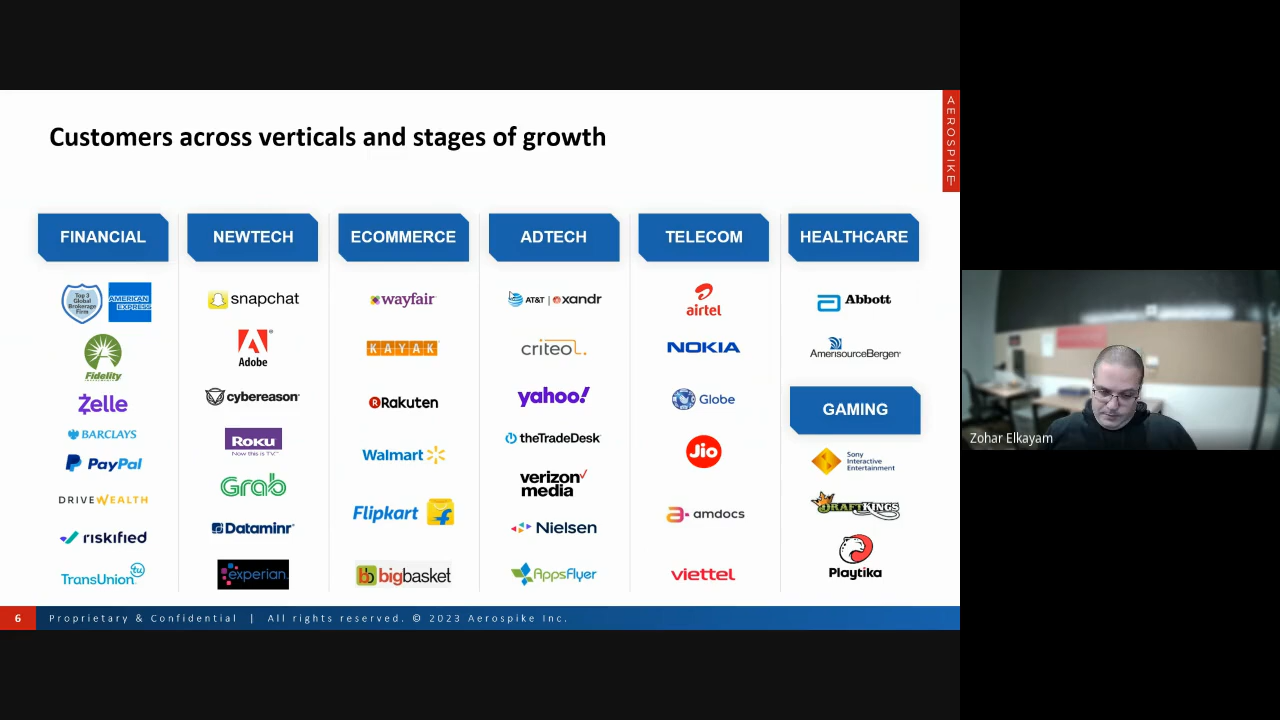 Customers across verticals and stages of growth
AEROSPIKE
FINANCIAL
Top 3
Global
Brokerage
Firm
AMERICAN
EXPRESS
Fidelity
INVESTMENTS
Zelle
BARCLAYS
PayPal
DRIVEWEALTH
riskified
TransUnion
tu
NEWTECH
snapchat
Adobe
cybereason
Roku
Now this is TV
Grab
Dataminr
experian
ECOMMERCE
wayfair
KAYAK
R Rakuten
Walmart
Flipkart
bb bigbasket
ADTECH
AT&T | xandr
criteo
yahoo!
theTradeDesk
verizon
media
Nielsen
AppsFlyer
TELECOM
airtel
NOKIA
Globe
Jio
amdocs
viettel
HEALTHCARE
Abbott
AmerisourceBergen
GAMING
Sony
Interactive
Entertainment
DRAFTKINGS
Playtika
6 Proprietary & Confidential | All rights reserved. © 2023 Aerospike Inc.
Zohar Elkayam